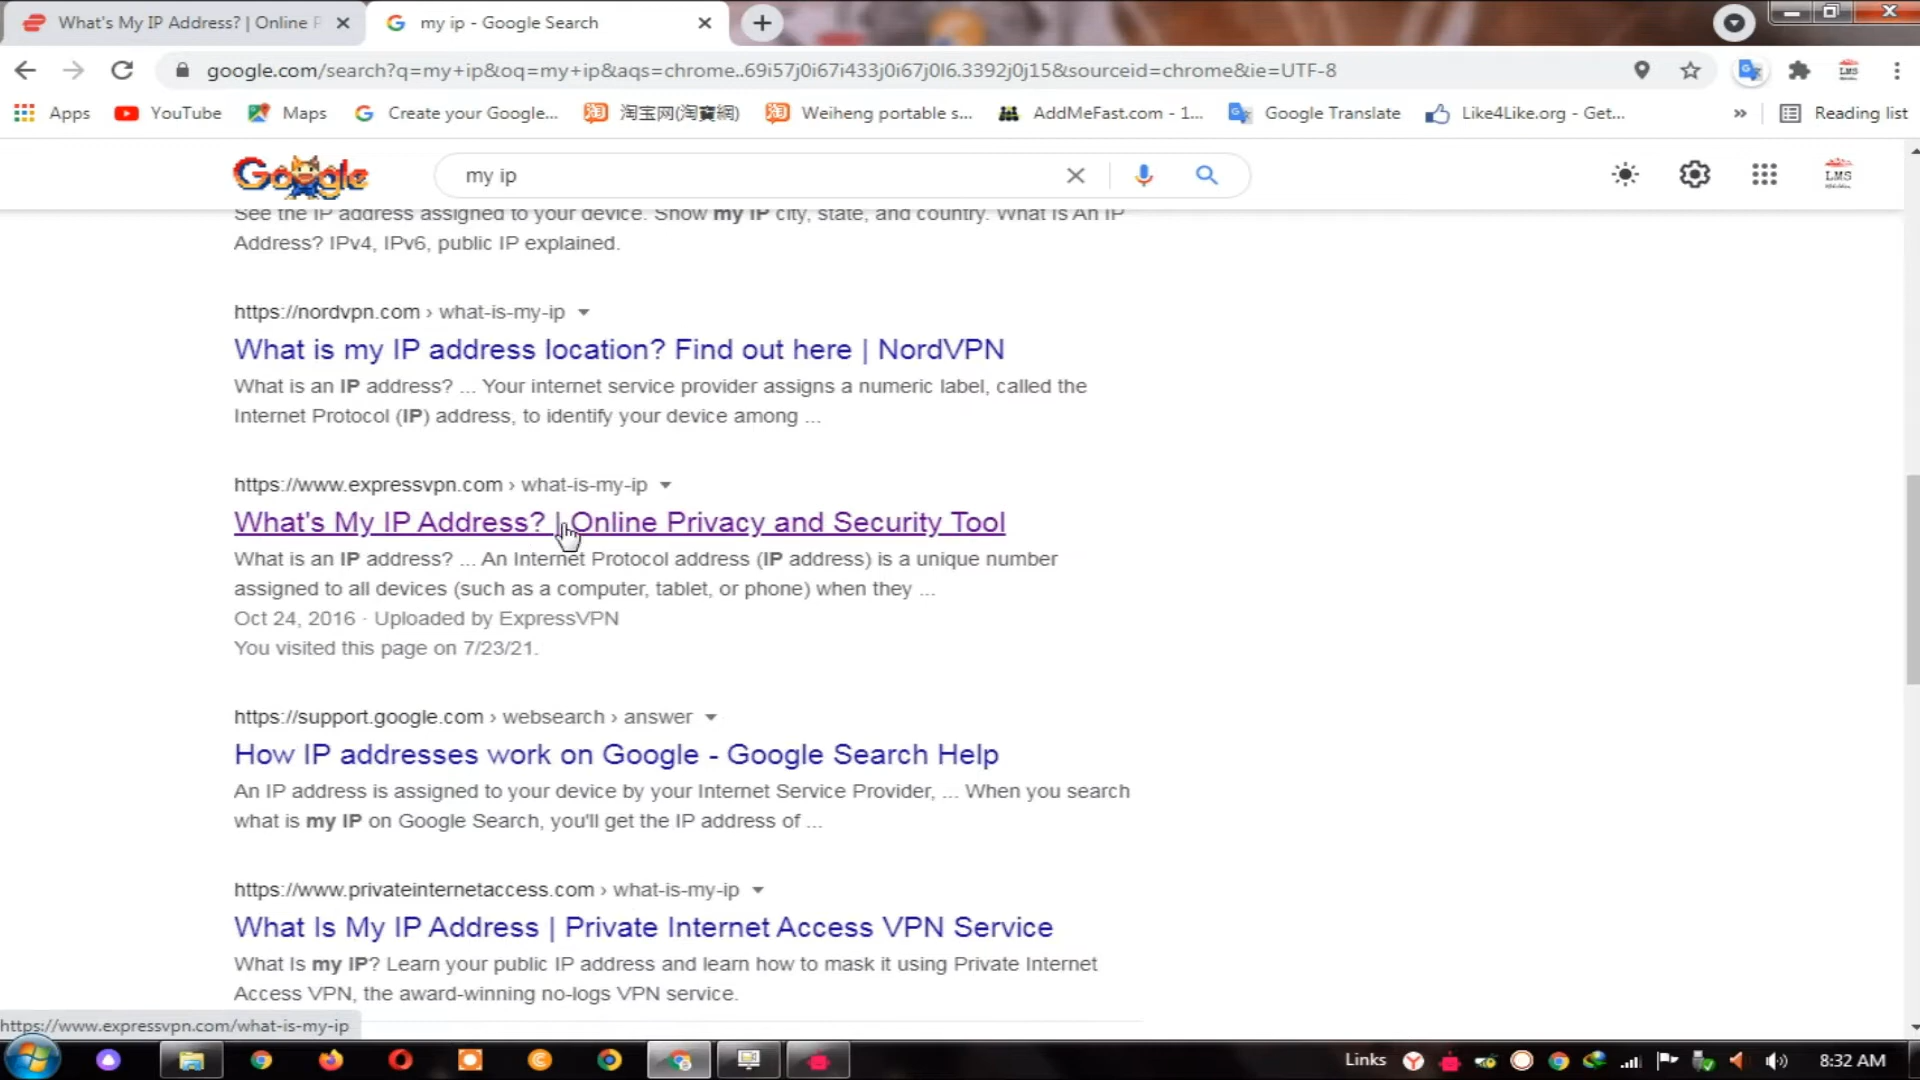 What's My IP Address? | Online P
my ip - Google Search
google.com/search?q=my+ip&oq=my+ip&aqs=chrome..69i57j0i67i433j0i67j0l6.3392j0j15&sourceid=chrome&ie=UTF-8
Apps YouTube Maps Create your Google... 淘宝网(淘寶網) Weiheng portable s... AddMeFast.com - 1... Google Translate Like4Like.org - Get... » Reading list
Google my ip LMS
See the IP address assigned to your device. Show my IP city, state, and country. What Is An IP
Address? IPv4, IPv6, public IP explained.
https://nordvpn.com › what-is-my-ip
What is my IP address location? Find out here | NordVPN
What is an IP address? ... Your internet service provider assigns a numeric label, called the
Internet Protocol (IP) address, to identify your device among ...
https://www.expressvpn.com › what-is-my-ip
What's My IP Address? | Online Privacy and Security Tool
What is an IP address? ... An Internet Protocol address (IP address) is a unique number
assigned to all devices (such as a computer, tablet, or phone) when they ...
Oct 24, 2016 · Uploaded by ExpressVPN
You visited this page on 7/23/21.
https://support.google.com › websearch › answer
How IP addresses work on Google - Google Search Help
An IP address is assigned to your device by your Internet Service Provider, ... When you search
what is my IP on Google Search, you'll get the IP address of ...
https://www.privateinternetaccess.com › what-is-my-ip
What Is My IP Address | Private Internet Access VPN Service
What Is my IP? Learn your public IP address and learn how to mask it using Private Internet
Access VPN, the award-winning no-logs VPN service.
https://www.expressvpn.com/what-is-my-ip
Links 8:32 AM